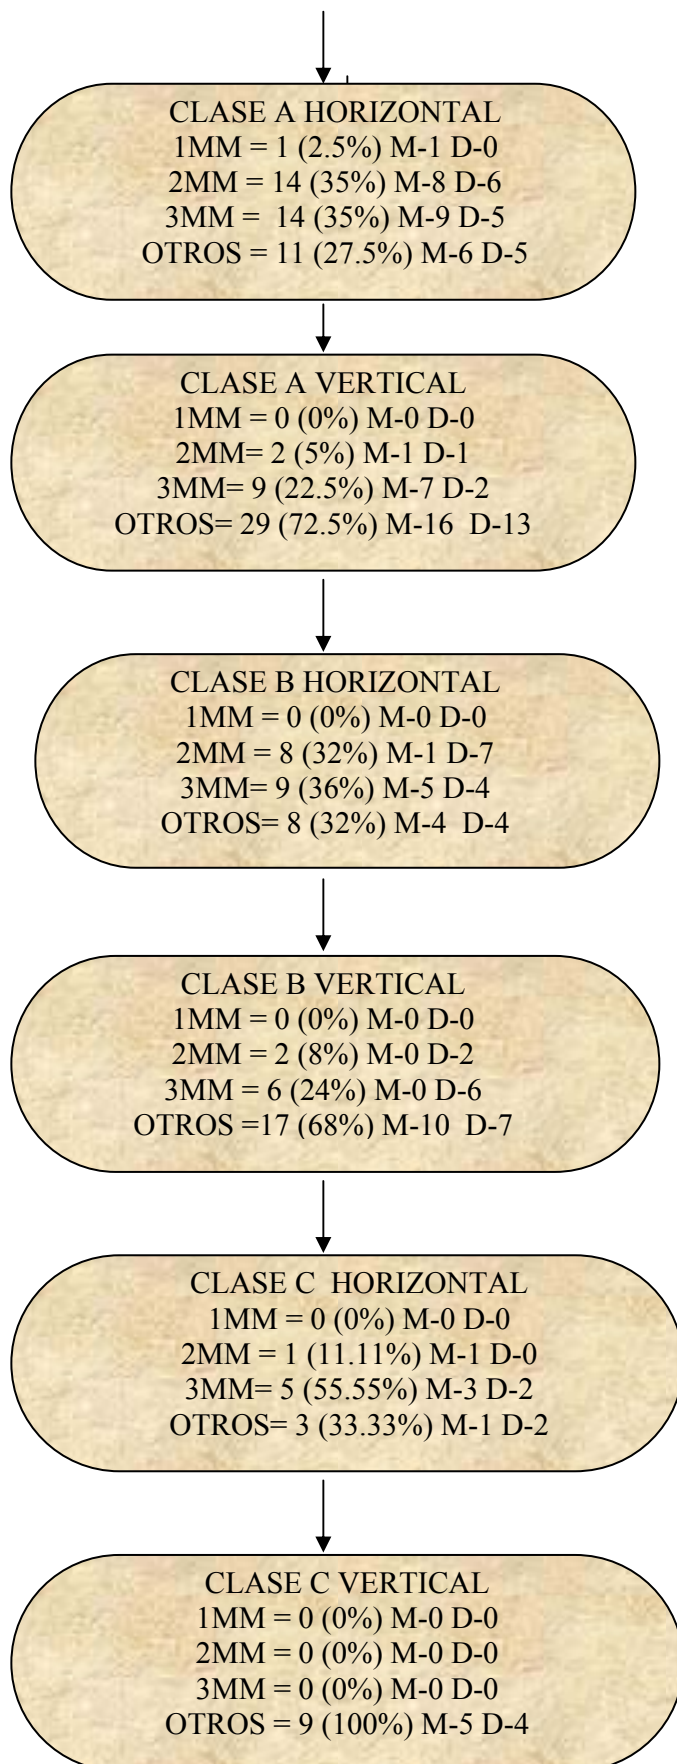 CLASE A HORIZONTAL
1MM = 1 (2.5%) M-1 D-0
2MM = 14 (35%) M-8 D-6
3MM =  14 (35%) M-9 D-5
OTROS = 11 (27.5%) M-6 D-5
CLASE A VERTICAL
1MM = 0 (0%) M-0 D-0
2MM= 2 (5%) M-1 D-1
3MM= 9 (22.5%) M-7 D-2
OTROS= 29 (72.5%) M-16  D-13
CLASE B HORIZONTAL
1MM = 0 (0%) M-0 D-0
2MM = 8 (32%) M-1 D-7
3MM= 9 (36%) M-5 D-4
OTROS= 8 (32%) M-4  D-4
CLASE B VERTICAL
1MM = 0 (0%) M-0 D-0
2MM = 2 (8%) M-0 D-2
3MM = 6 (24%) M-0 D-6
OTROS =17 (68%) M-10  D-7
CLASE C  HORIZONTAL
1MM = 0 (0%) M-0 D-0
2MM = 1 (11.11%) M-1 D-0
3MM= 5 (55.55%) M-3 D-2
OTROS= 3 (33.33%) M-1 D-2
CLASE C VERTICAL
1MM = 0 (0%) M-0 D-0
2MM = 0 (0%) M-0 D-0
3MM = 0 (0%) M-0 D-0
OTROS = 9 (100%) M-5 D-4